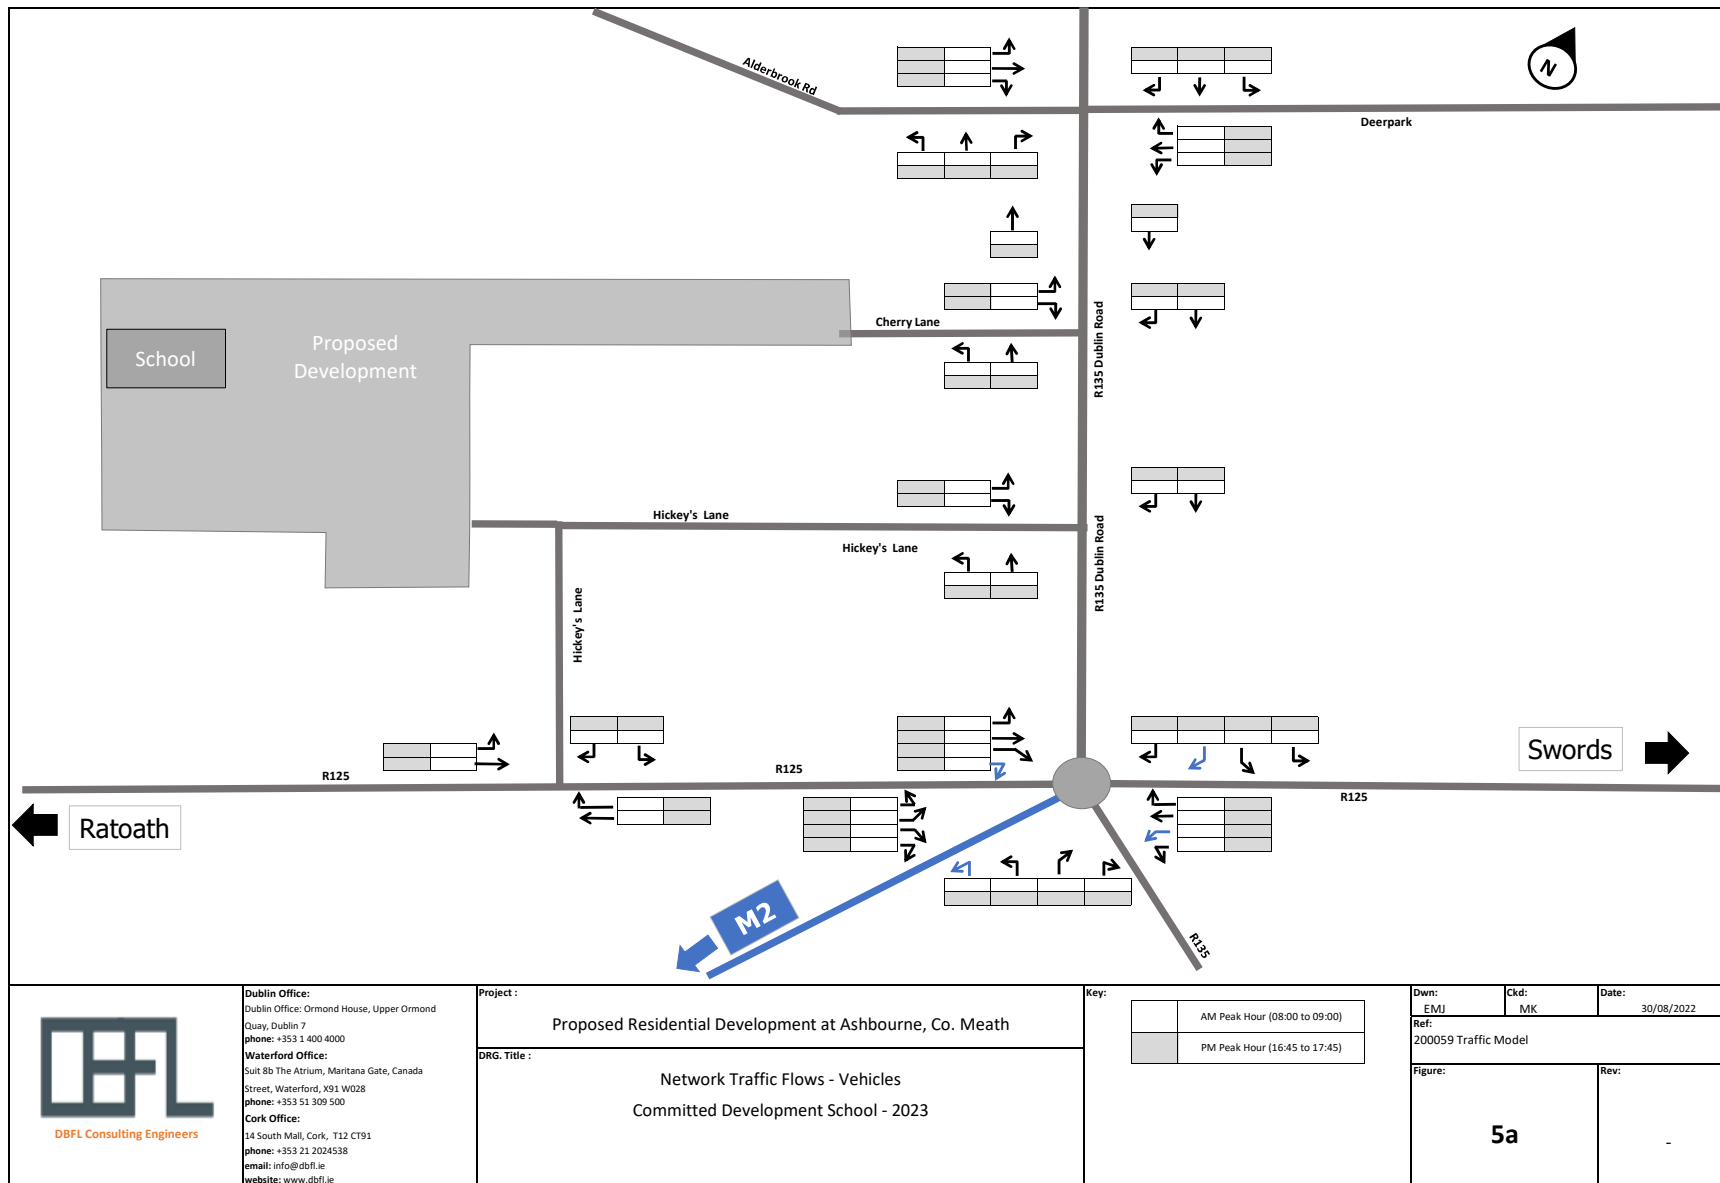 Alderbrook Rd
N
Deerpark
School
Proposed
Development
Cherry Lane
R135 Dublin Road
Hickey's Lane
Hickey's Lane
R135 Dublin Road
Hickey's Lane
R125
R125
R125
Swords
Ratoath
M2
R135
DBFL
DBFL Consulting Engineers
Dublin Office:
Dublin Office: Ormond House, Upper Ormond
Quay, Dublin 7
phone: +353 1 400 4000
Waterford Office:
Suit 8b The Atrium, Maritana Gate, Canada
Street, Waterford, X91 W028
phone: +353 51 309 500
Cork Office:
14 South Mall, Cork, T12 CT91
phone: +353 21 2024538
email: info@dbfl.ie
website: www.dbfl.ie
Project :
Proposed Residential Development at Ashbourne, Co. Meath
DRG. Title :
Network Traffic Flows - Vehicles
Committed Development School - 2023
Key:
AM Peak Hour (08:00 to 09:00)
PM Peak Hour (16:45 to 17:45)
Dwn:
EMJ
Ckd:
MK
Date:
30/08/2022
Ref:
200059 Traffic Model
Figure:
5a
Rev:
-